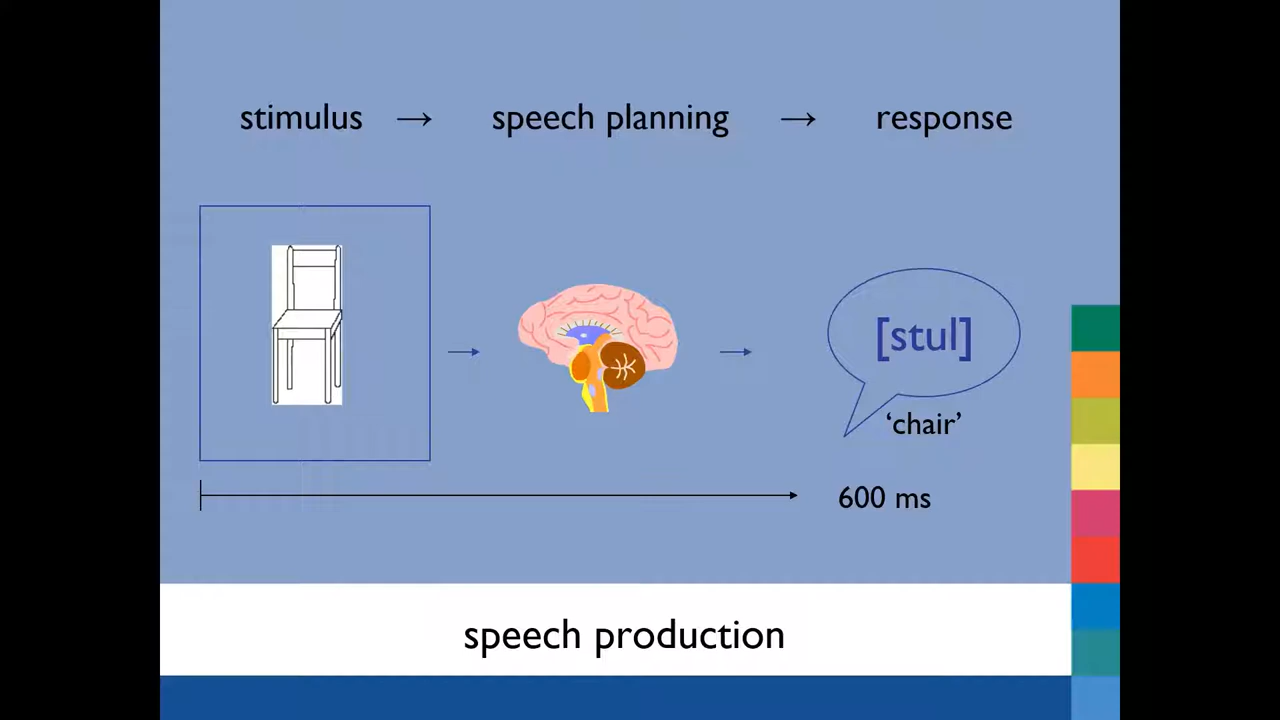 stimulus → speech planning → response
[stul]
‘chair’
600 ms
speech production